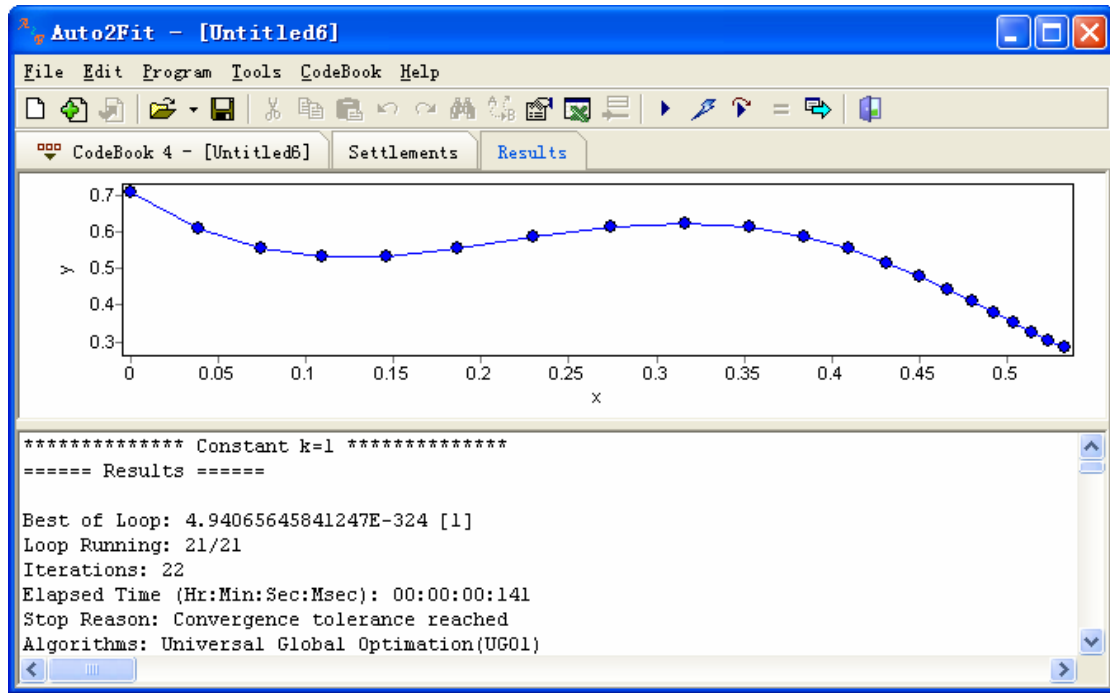 Auto2Fit - [Untitled6]
File Edit Program Tools CodeBook Help
CodeBook 4 - [Untitled6] Settlements Results
0.7
0.6
0.5
0.4
0.3
y
0 0.05 0.1 0.15 0.2 0.25 0.3 0.35 0.4 0.45 0.5
x
************** Constant k=1 **************
====== Results ======
Best of Loop: 4.94065645841247E-324 [1]
Loop Running: 21/21
Iterations: 22
Elapsed Time (Hr:Min:Sec:Msec): 00:00:00:141
Stop Reason: Convergence tolerance reached
Algorithms: Universal Global Optimation(UGO1)